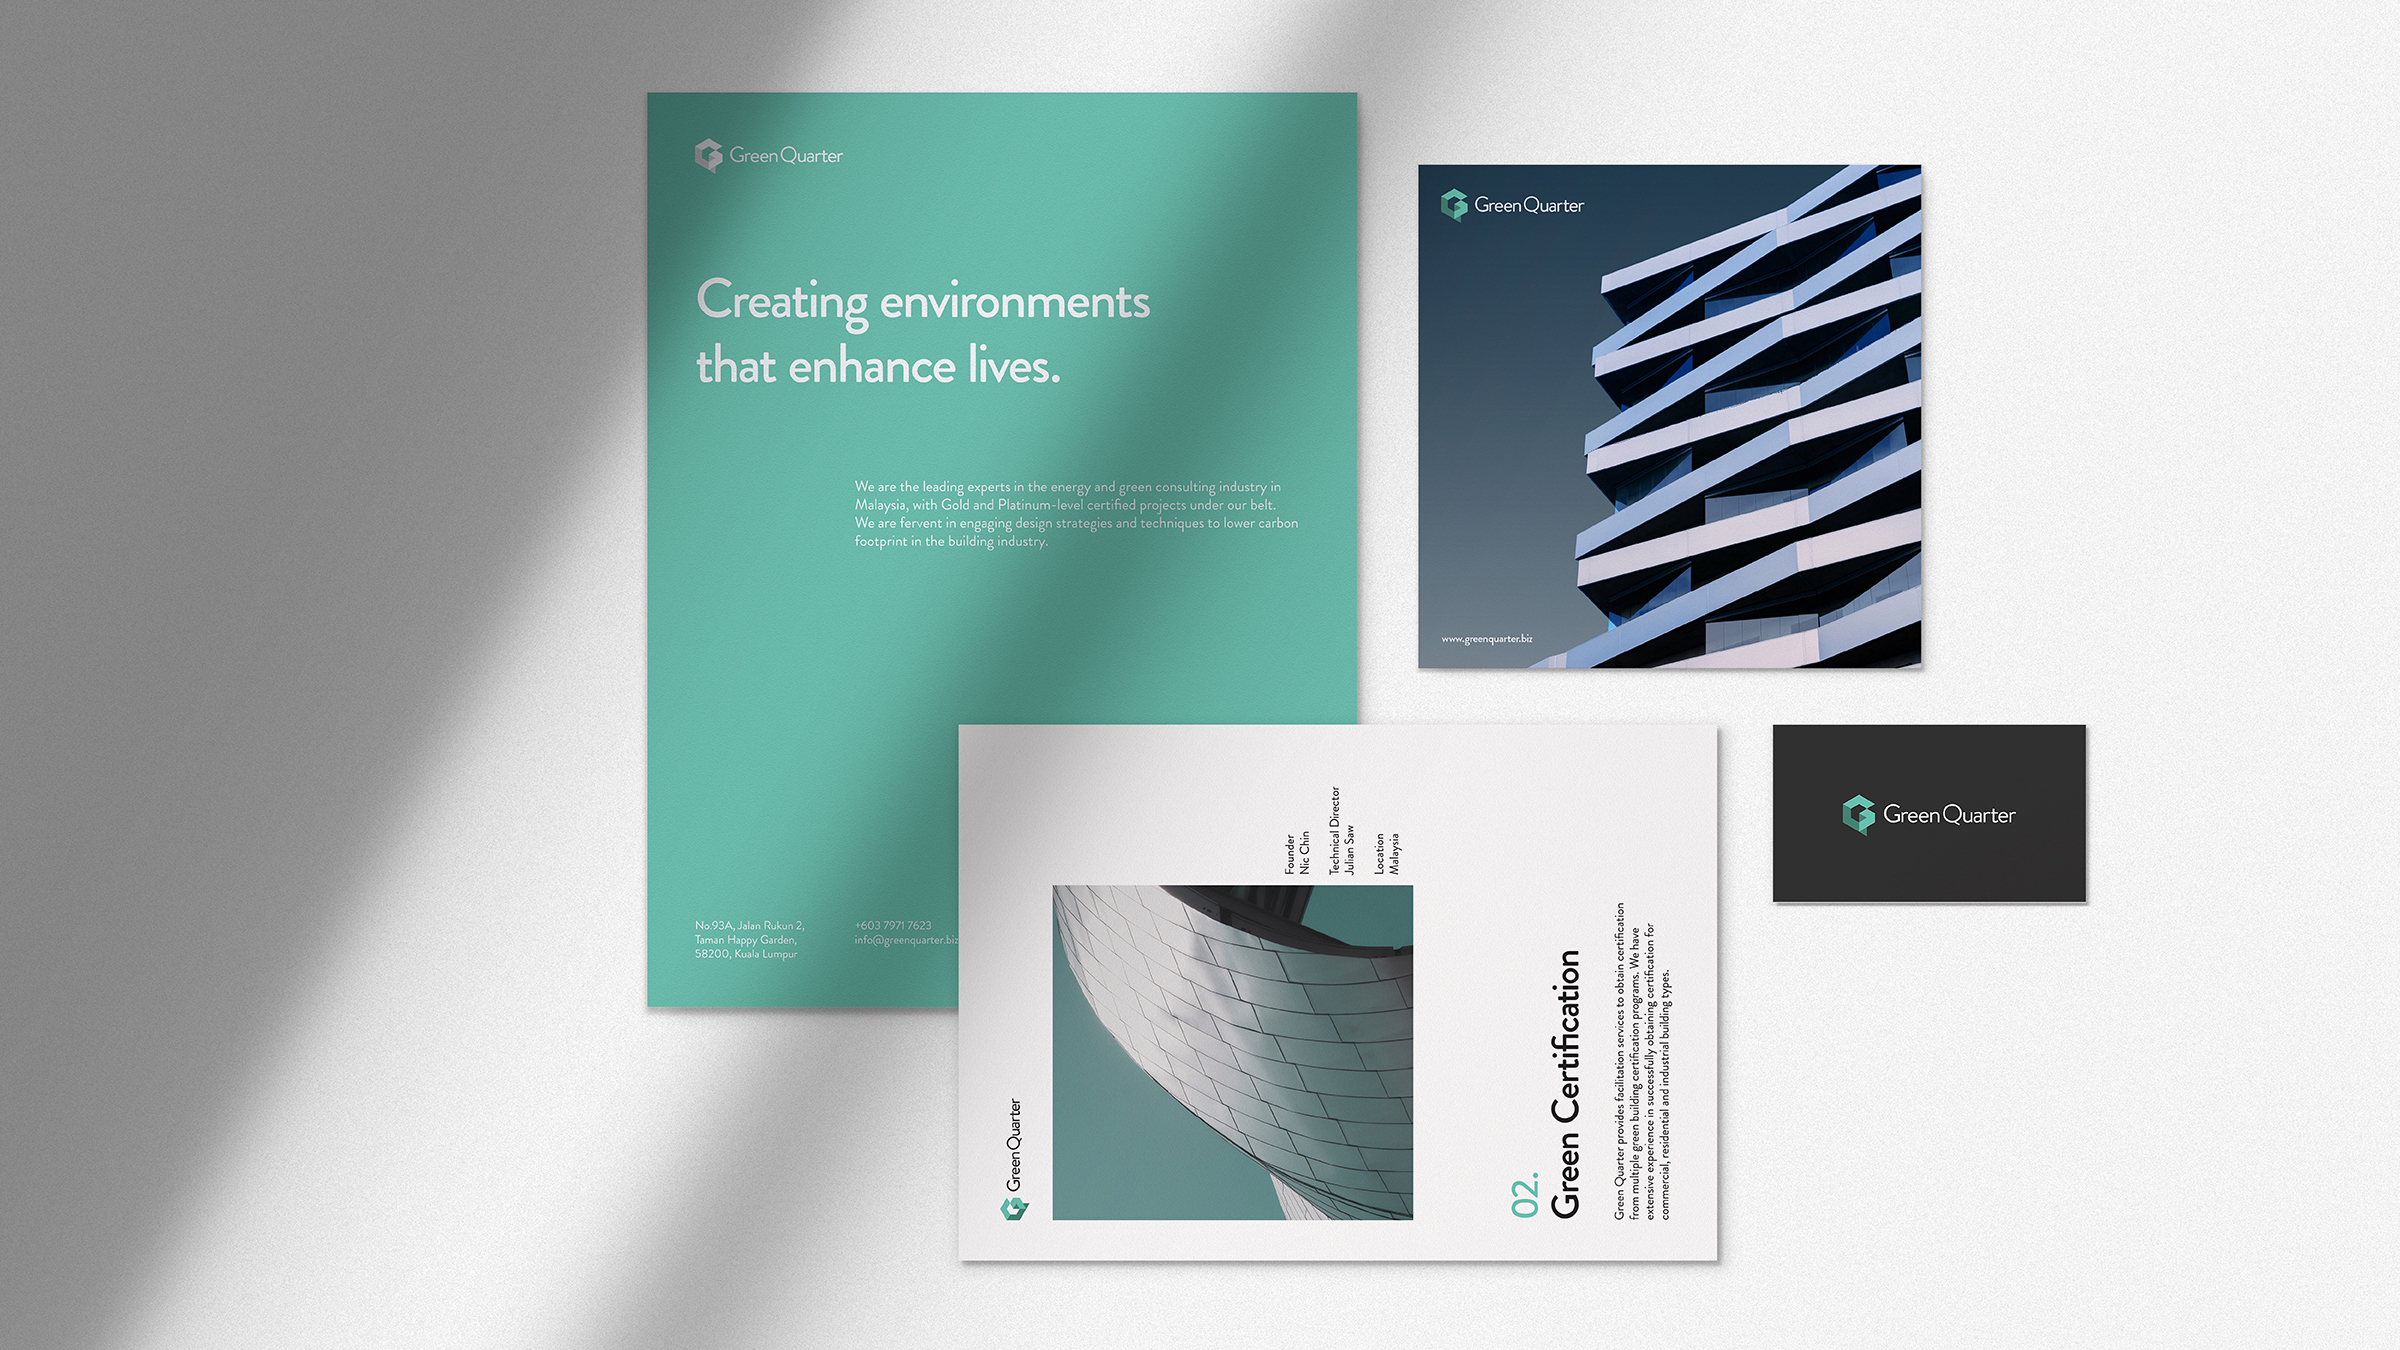 Green Quarter
Creating environments
that enhance lives.
We are the leading experts in the energy and green consulting industry in
Malaysia, with Gold and Platinum-level certified projects under our belt.
We are fervent in engaging design strategies and techniques to lower carbon
footprint in the building industry.
No.93A, Jalan Rukun 2,
Taman Happy Garden,
58200, Kuala Lumpur
+603 7971 7623
info@greenquarter.biz
Green Quarter
www.greenquarter.biz
Green Quarter
Founder
Nic Chin
Technical Director
Julian Saw
Location
Malaysia
02.
Green Certification
Green Quarter provides facilitation services to obtain certification
from multiple green building certification programs. We have
extensive experience in successfully obtaining certification for
commercial, residential and industrial building types.
Green Quarter